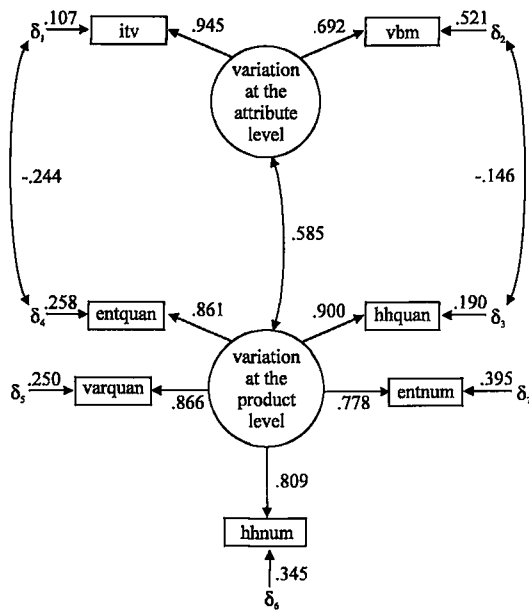 δ₁ .107 itv .945 .692 vbm .521 δ₂
variation
at the
attribute
level
-.244 -.146
.585
δ₄ .258 entquan .861 .900 hhquan .190 δ₃
variation
at the
product
level
δ₅ .250 varquan .866 .778 entnum .395 δ₇
.809
hhnum
.345
δ₆